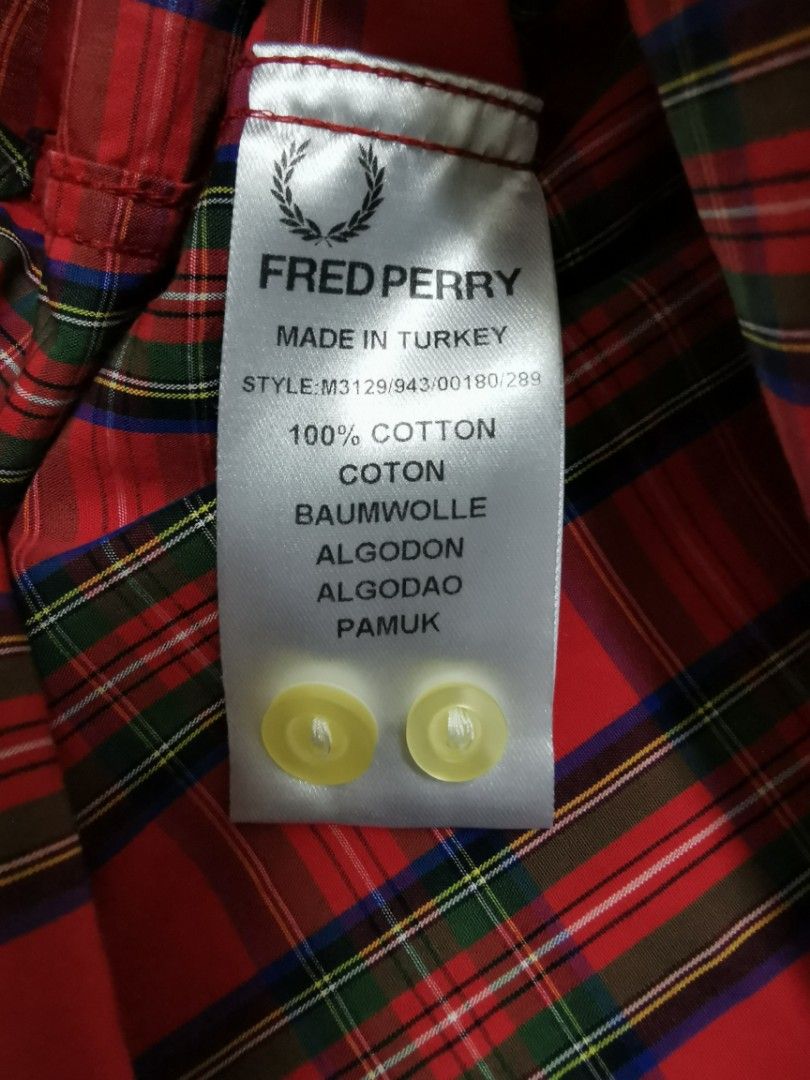 FRED PERRY
MADE IN TURKEY
STYLE:M3129/943/00180/289
100% COTTON
COTON
BAUMWOLLE
ALGODON
ALGODAO
PAMUK